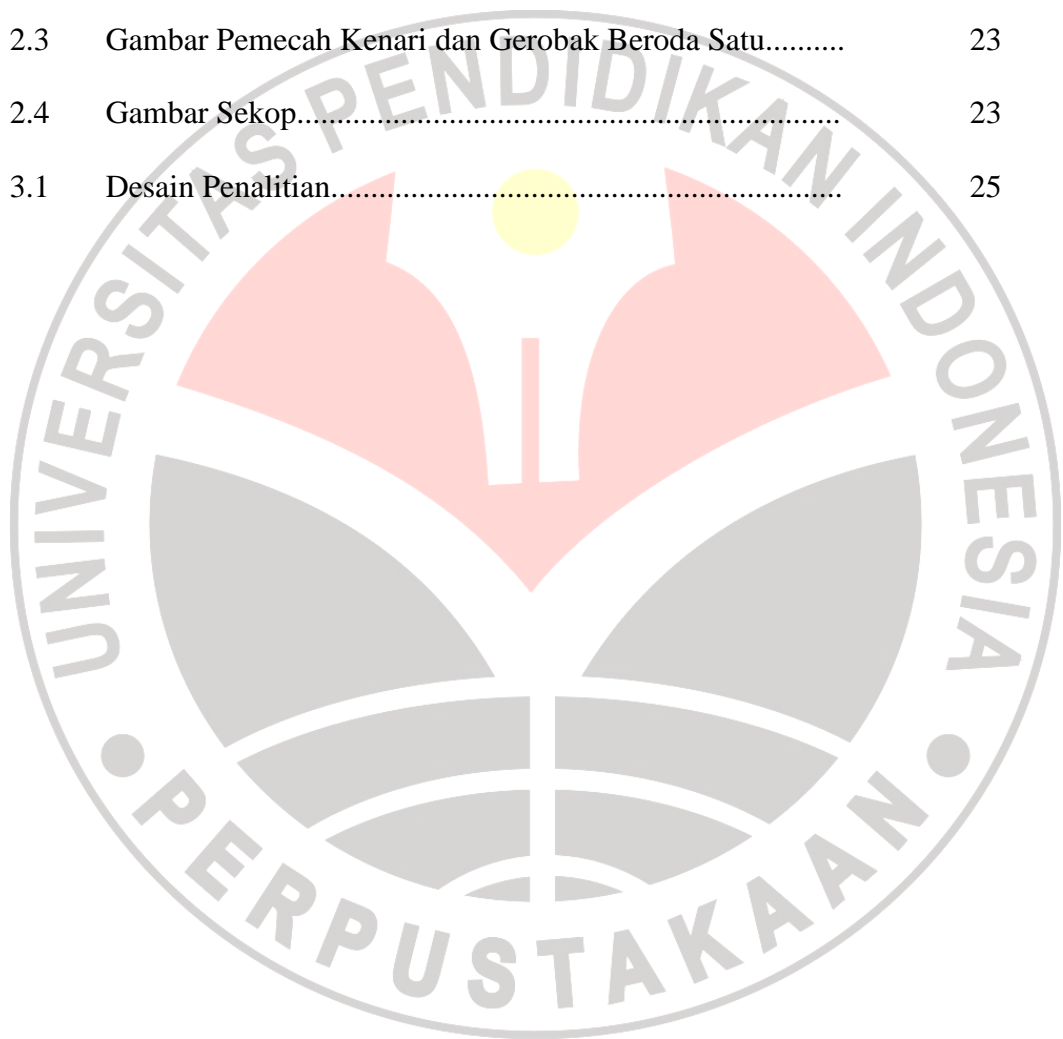 2.3 Gambar Pemecah Kenari dan Gerobak Beroda Satu.......... 23
2.4 Gambar Sekop.................................................................... 23
3.1 Desain Penalitian................................................................ 25
UNIVERSITAS PENDIDIKAN INDONESIA
PERPUSTAKAAN